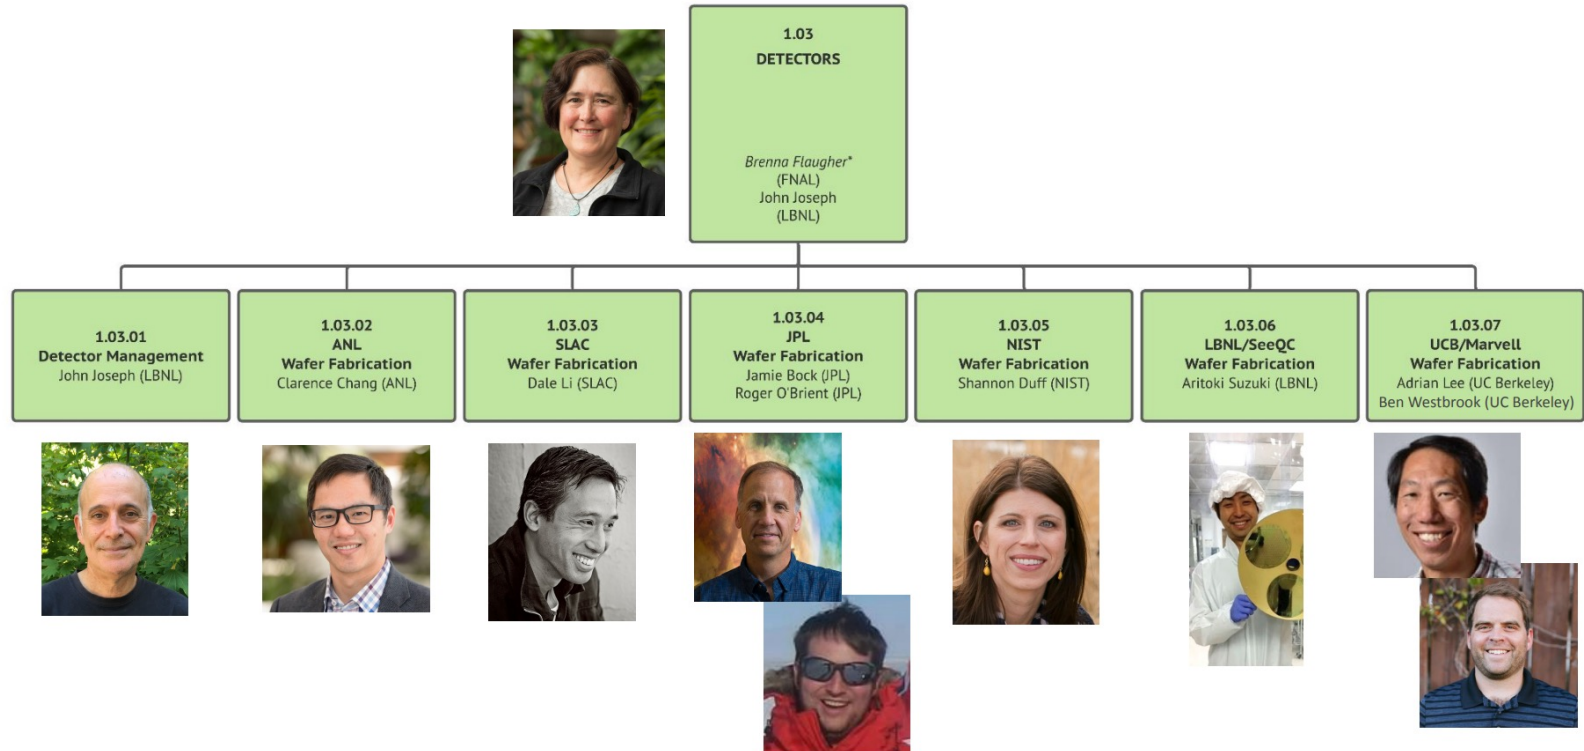 1.03
DETECTORS
Brenna Flaugher*
(FNAL)
John Joseph
(LBNL)
1.03.01
Detector Management
John Joseph (LBNL)
1.03.02
ANL
Wafer Fabrication
Clarence Chang (ANL)
1.03.03
SLAC
Wafer Fabrication
Dale Li (SLAC)
1.03.04
JPL
Wafer Fabrication
Jamie Bock (JPL)
Roger O'Brient (JPL)
1.03.05
NIST
Wafer Fabrication
Shannon Duff (NIST)
1.03.06
LBNL/SeeQC
Wafer Fabrication
Aritoki Suzuki (LBNL)
1.03.07
UCB/Marvell
Wafer Fabrication
Adrian Lee (UC Berkeley)
Ben Westbrook (UC Berkeley)